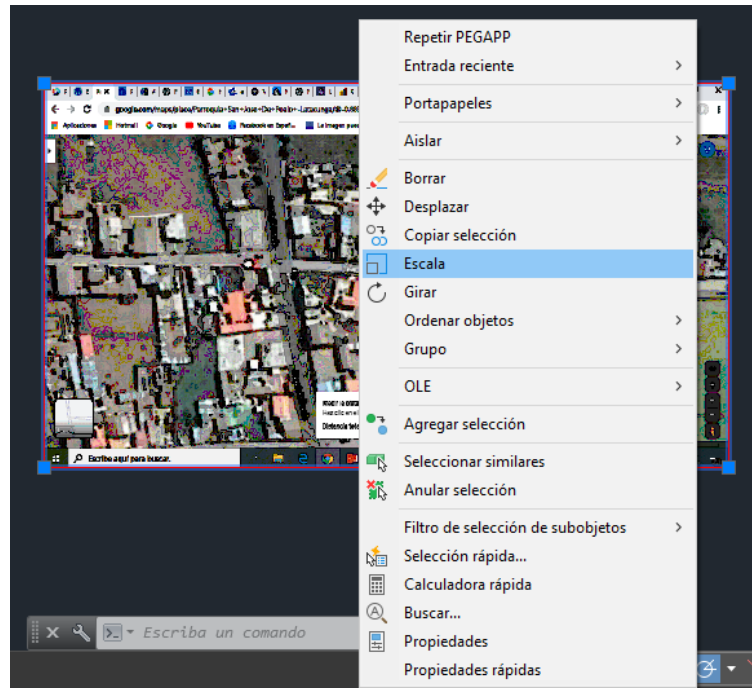 Repetir PEGAPP
Entrada reciente
Portapapeles
Aislar
Borrar
Desplazar
Copiar selección
Escala
Girar
Ordenar objetos
Grupo
OLE
Agregar selección
Seleccionar similares
Anular selección
Filtro de selección de subobjetos
Selección rápida...
Calculadora rápida
Buscar...
Propiedades
Propiedades rápidas
Aplicaciones Hotmail Google YouTube
Escribe aquí para buscar.
Escriba un comando